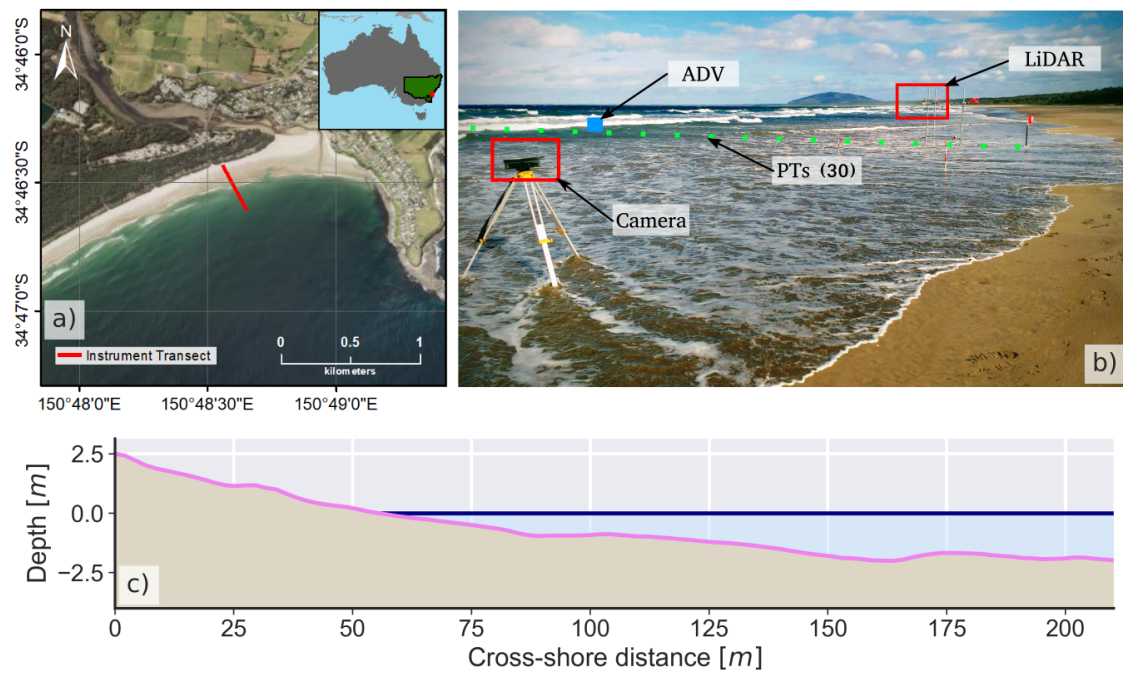 34°46'0"S
34°46'30"S
34°47'0"S
a)
0 0.5 1
kilometers
Instrument Transect
150°48'0"E 150°48'30"E 150°49'0"E
ADV
LiDAR
PTs (30)
Camera
b)
Depth [m]
2.5
0.0
−2.5
c)
0 25 50 75 100 125 150 175 200
Cross-shore distance [m]